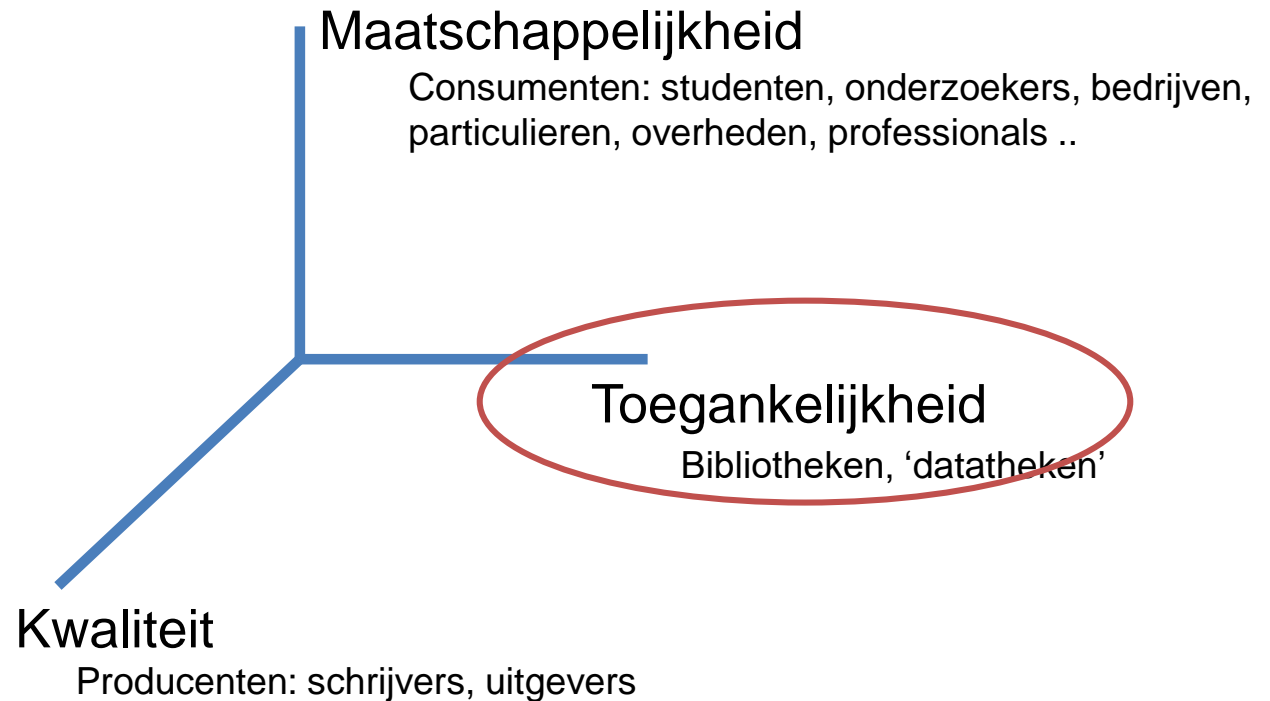 Maatschappelijkheid
Consumenten: studenten, onderzoekers, bedrijven,
particulieren, overheden, professionals ..
Toegankelijkheid
Bibliotheken, ‘datatheken’
Kwaliteit
Producenten: schrijvers, uitgevers